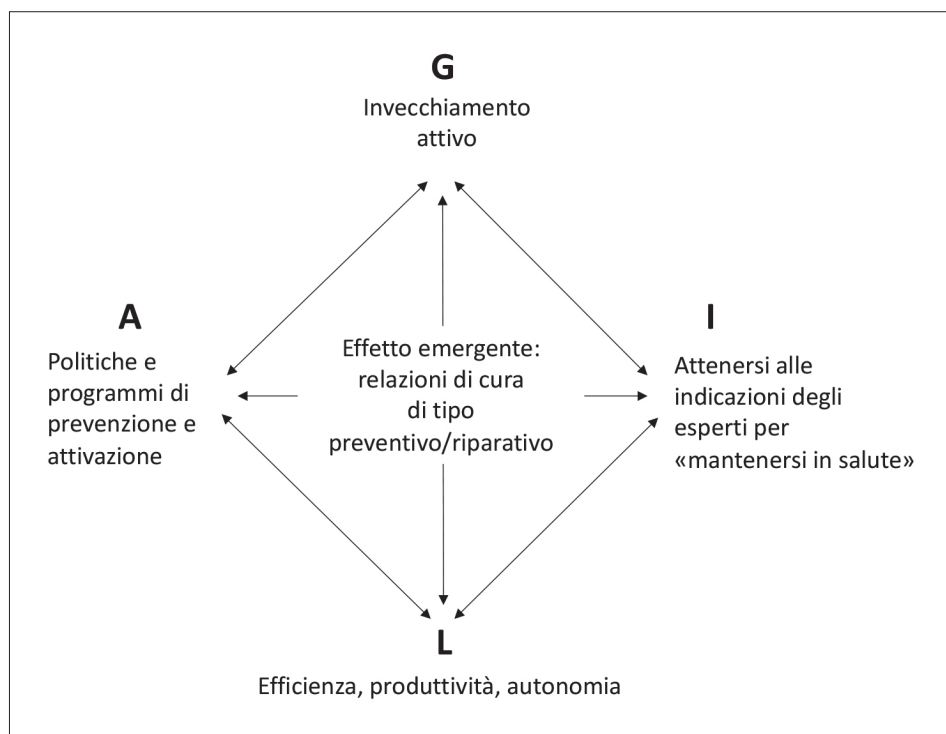 G
Invecchiamento
attivo
A
Politiche e
programmi di
prevenzione e
attivazione
Effetto emergente:
relazioni di cura
di tipo
preventivo/riparativo
I
Attenersi alle
indicazioni degli
esperti per
«mantenersi in salute»
L
Efficienza, produttività, autonomia